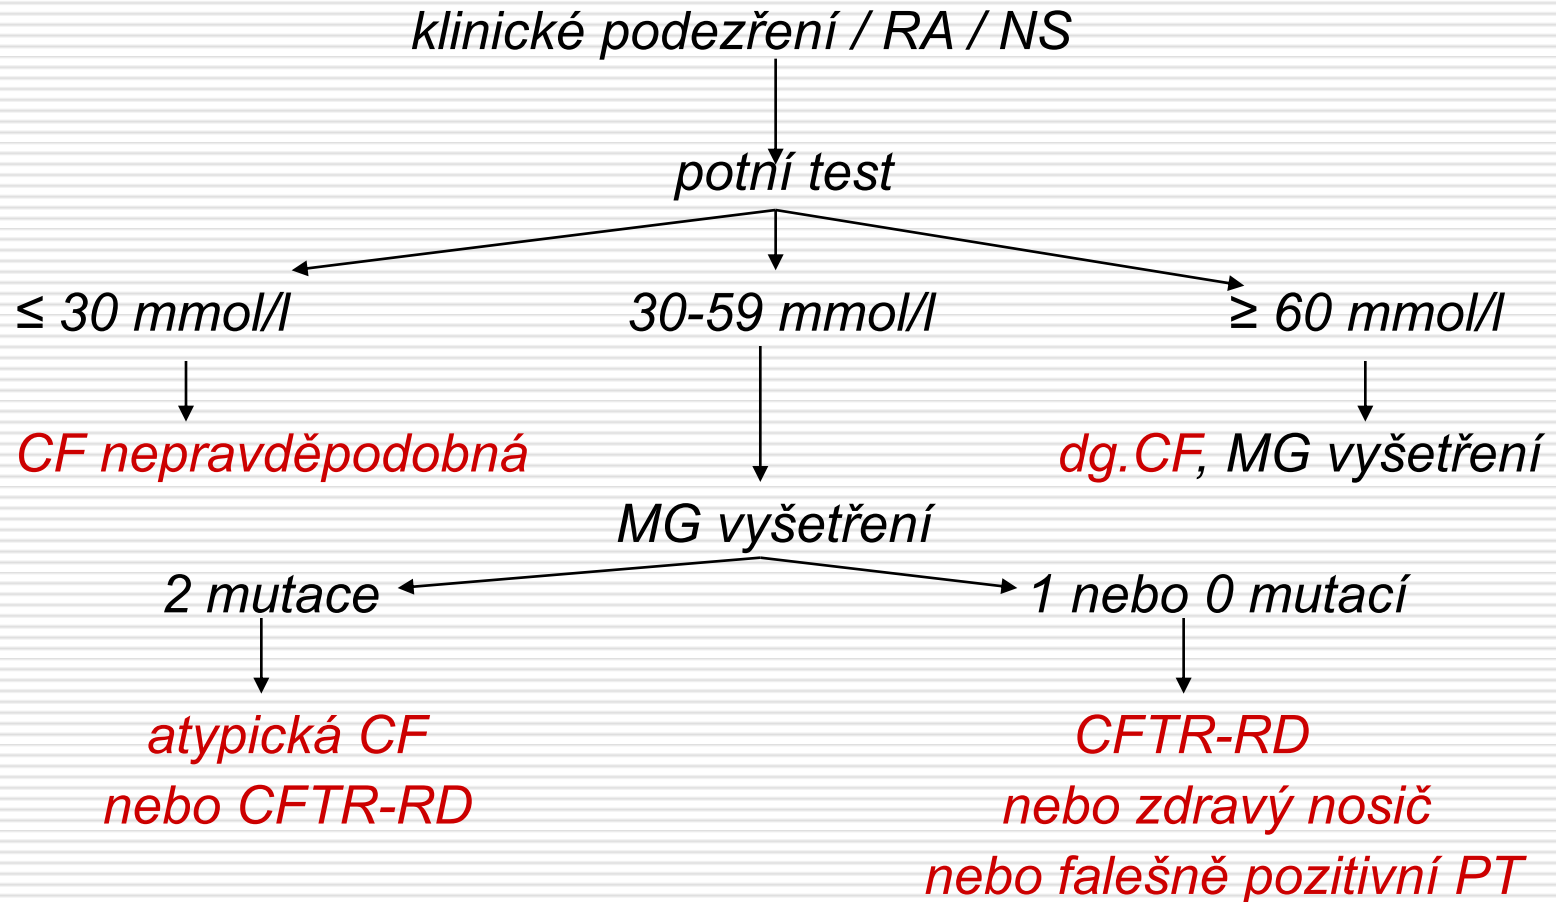 klinické podezření / RA / NS
potní test
≤ 30 mmol/l
30-59 mmol/l
≥ 60 mmol/l
CF nepravděpodobná
dg.CF, MG vyšetření
MG vyšetření
2 mutace
1 nebo 0 mutací
atypická CF
nebo CFTR-RD
CFTR-RD
nebo zdravý nosič
nebo falešně pozitivní PT